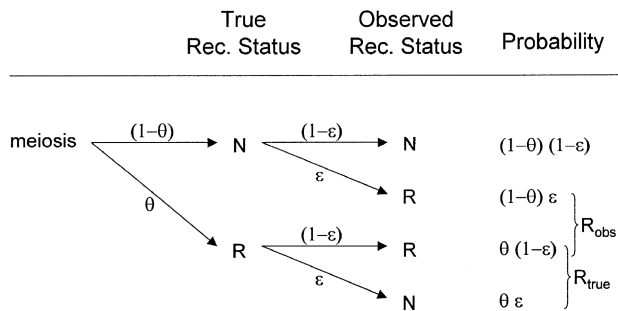 True Rec. Status Observed Rec. Status Probability
meiosis (1−θ) N (1−ε) N (1−θ) (1−ε)
ε R (1−θ) ε
θ R_obs
R (1−ε) R θ (1−ε)
R_true
ε N θ ε